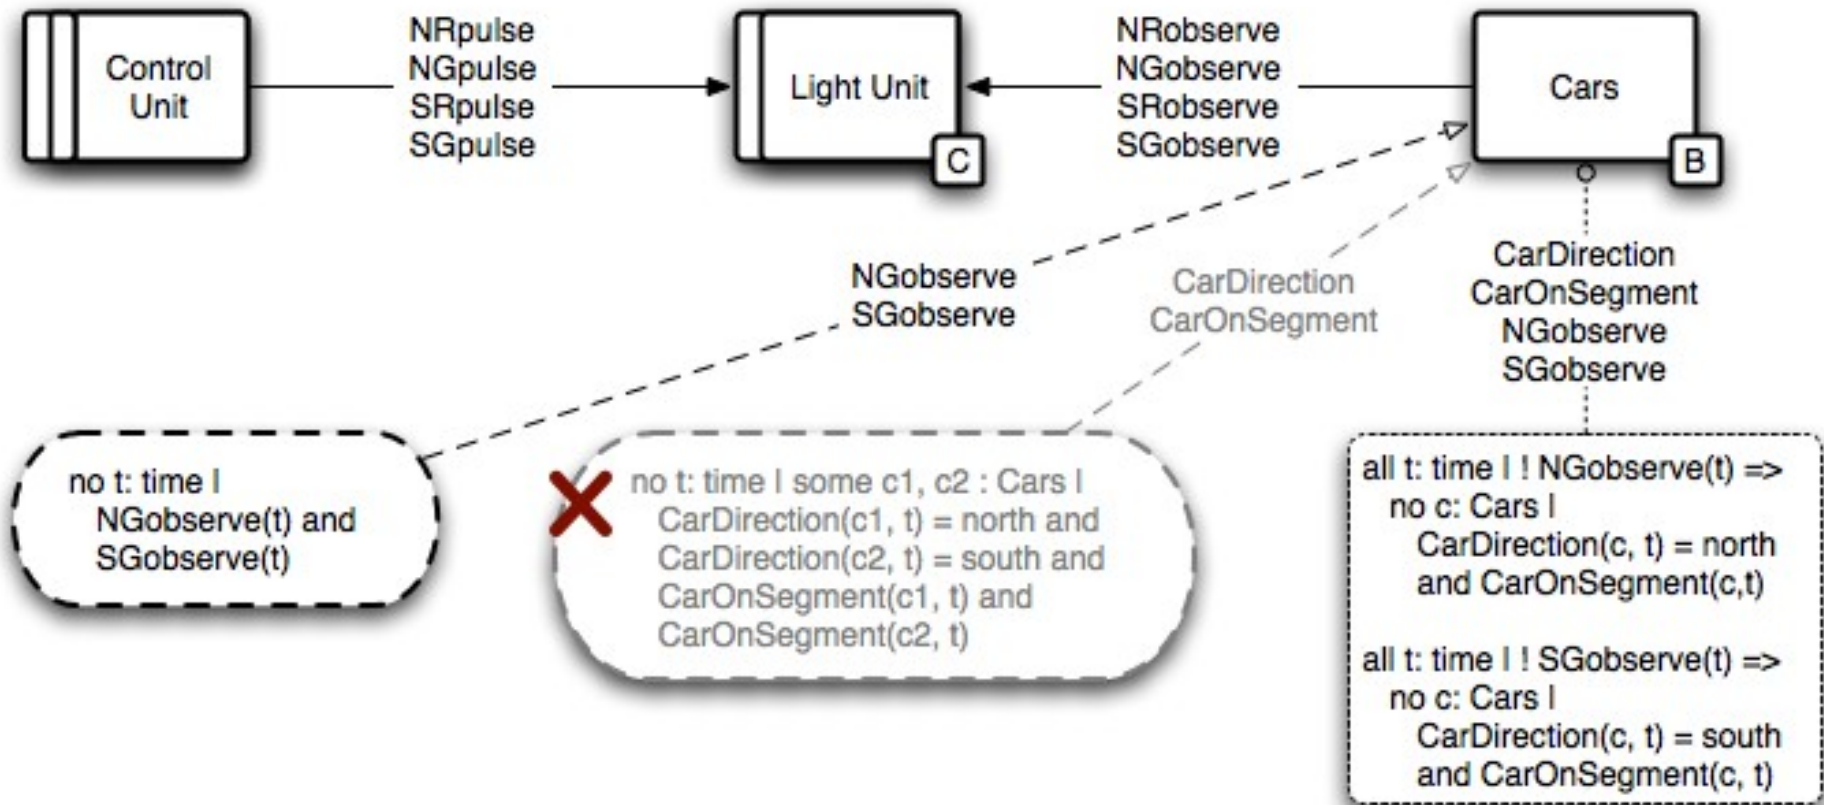 Control
Unit
NRpulse
NGpulse
SRpulse
SGpulse
Light Unit
C
NRobserve
NGobserve
SRobserve
SGobserve
Cars
B
NGobserve
SGobserve
CarDirection
CarOnSegment
CarDirection
CarOnSegment
NGobserve
SGobserve
no t: time |
NGobserve(t) and
SGobserve(t)
no t: time | some c1, c2 : Cars |
CarDirection(c1, t) = north and
CarDirection(c2, t) = south and
CarOnSegment(c1, t) and
CarOnSegment(c2, t)
all t: time | ! NGobserve(t) =>
no c: Cars |
CarDirection(c, t) = north
and CarOnSegment(c,t)
all t: time | ! SGobserve(t) =>
no c: Cars |
CarDirection(c, t) = south
and CarOnSegment(c, t)